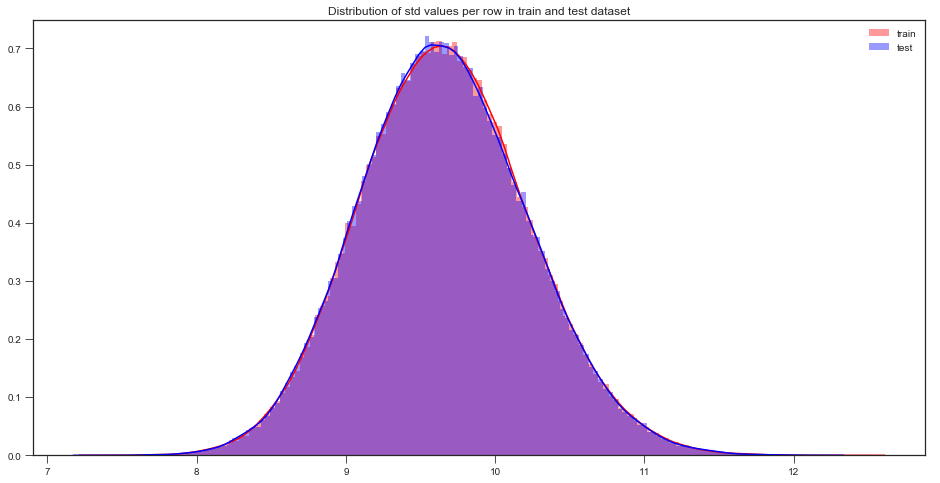 Distribution of std values per row in train and test dataset
train
test
0.7
0.6
0.5
0.4
0.3
0.2
0.1
0.0
7 8 9 10 11 12